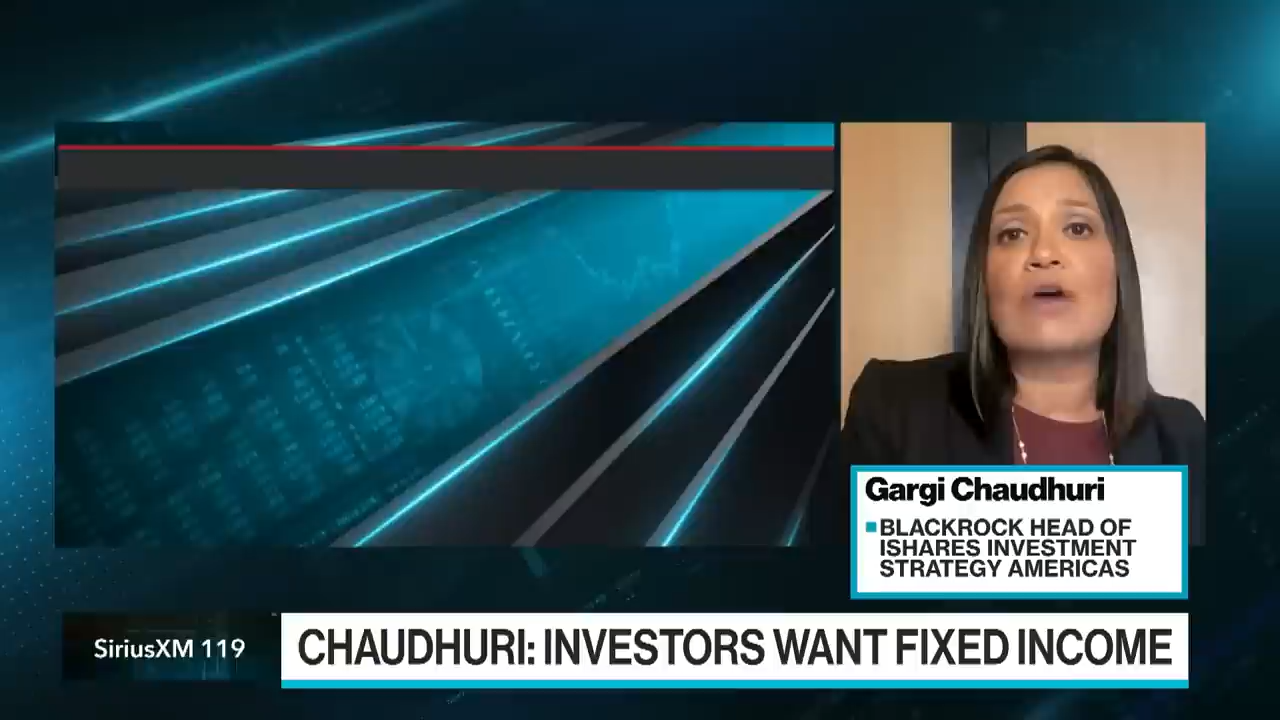 Gargi Chaudhuri
BLACKROCK HEAD OF
ISHARES INVESTMENT
STRATEGY AMERICAS
SiriusXM 119
CHAUDHURI: INVESTORS WANT FIXED INCOME